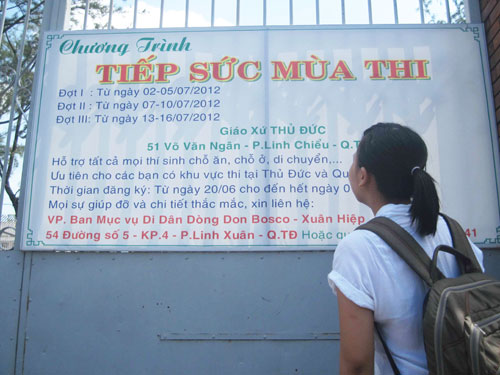 Chương Trình
TIẾP SỨC MÙA THI
Đợt I : Từ ngày 02-05/07/2012
Đợt II : Từ ngày 07-10/07/2012
Đợt III: Từ ngày 13-16/07/2012
Giáo Xứ THỦ ĐỨC
51 Võ Văn Ngân - P.Linh Chiểu - Q.T
Hỗ trợ tất cả mọi thí sinh chỗ ăn, chỗ ở, di chuyển,...
Ưu tiên cho các bạn có khu vực thi tại Thủ Đức và Qu
Thời gian đăng ký: Từ ngày 20/06 cho đến hết ngày 0
Mọi sự giúp đỡ và chi tiết thắc mắc, xin liên hệ:
VP. Ban Mục vụ Di Dân Dòng Don Bosco - Xuân Hiệp
54 Đường số 5 - KP.4 - P.Linh Xuân - Q.TĐ Hoặc qu 41